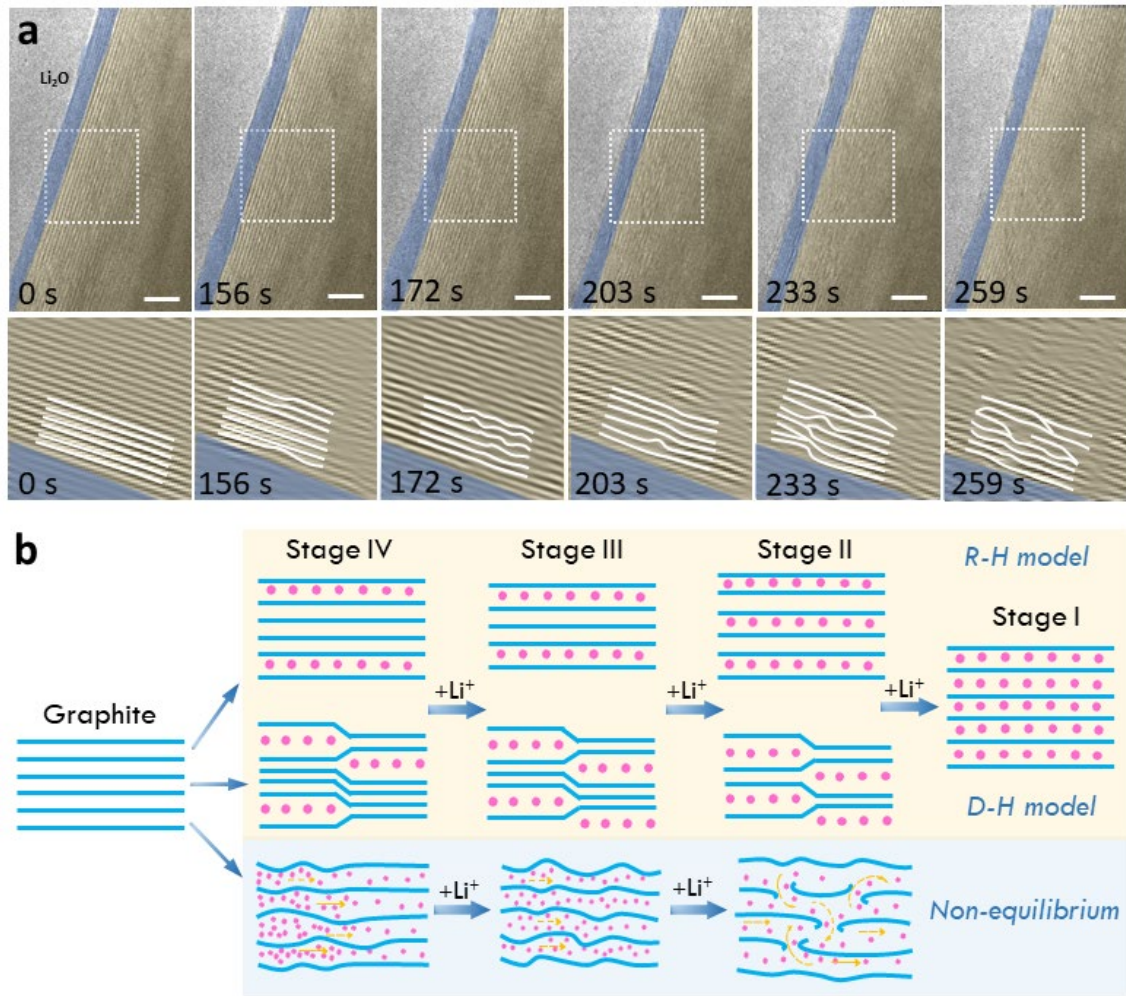 a
Li₂O
0 s
156 s
172 s
203 s
233 s
259 s
0 s
156 s
172 s
203 s
233 s
259 s
b
Stage IV
Stage III
Stage II
R-H model
Stage I
+Li⁺
+Li⁺
+Li⁺
Graphite
D-H model
+Li⁺
+Li⁺
Non-equilibrium